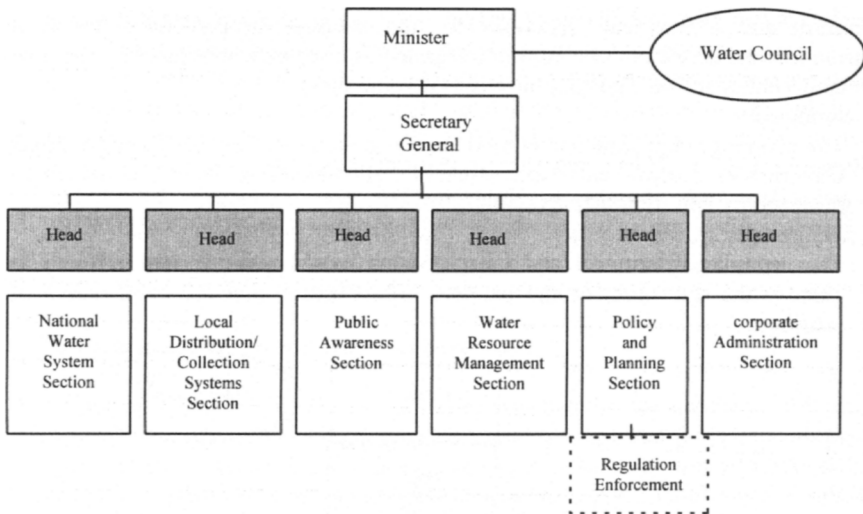 Minister
Water Council
Secretary
General
Head
Head
Head
Head
Head
Head
National
Water
System
Section
Local
Distribution/
Collection
Systems
Section
Public
Awareness
Section
Water
Resource
Management
Section
Policy
and
Planning
Section
corporate
Administration
Section
Regulation
Enforcement